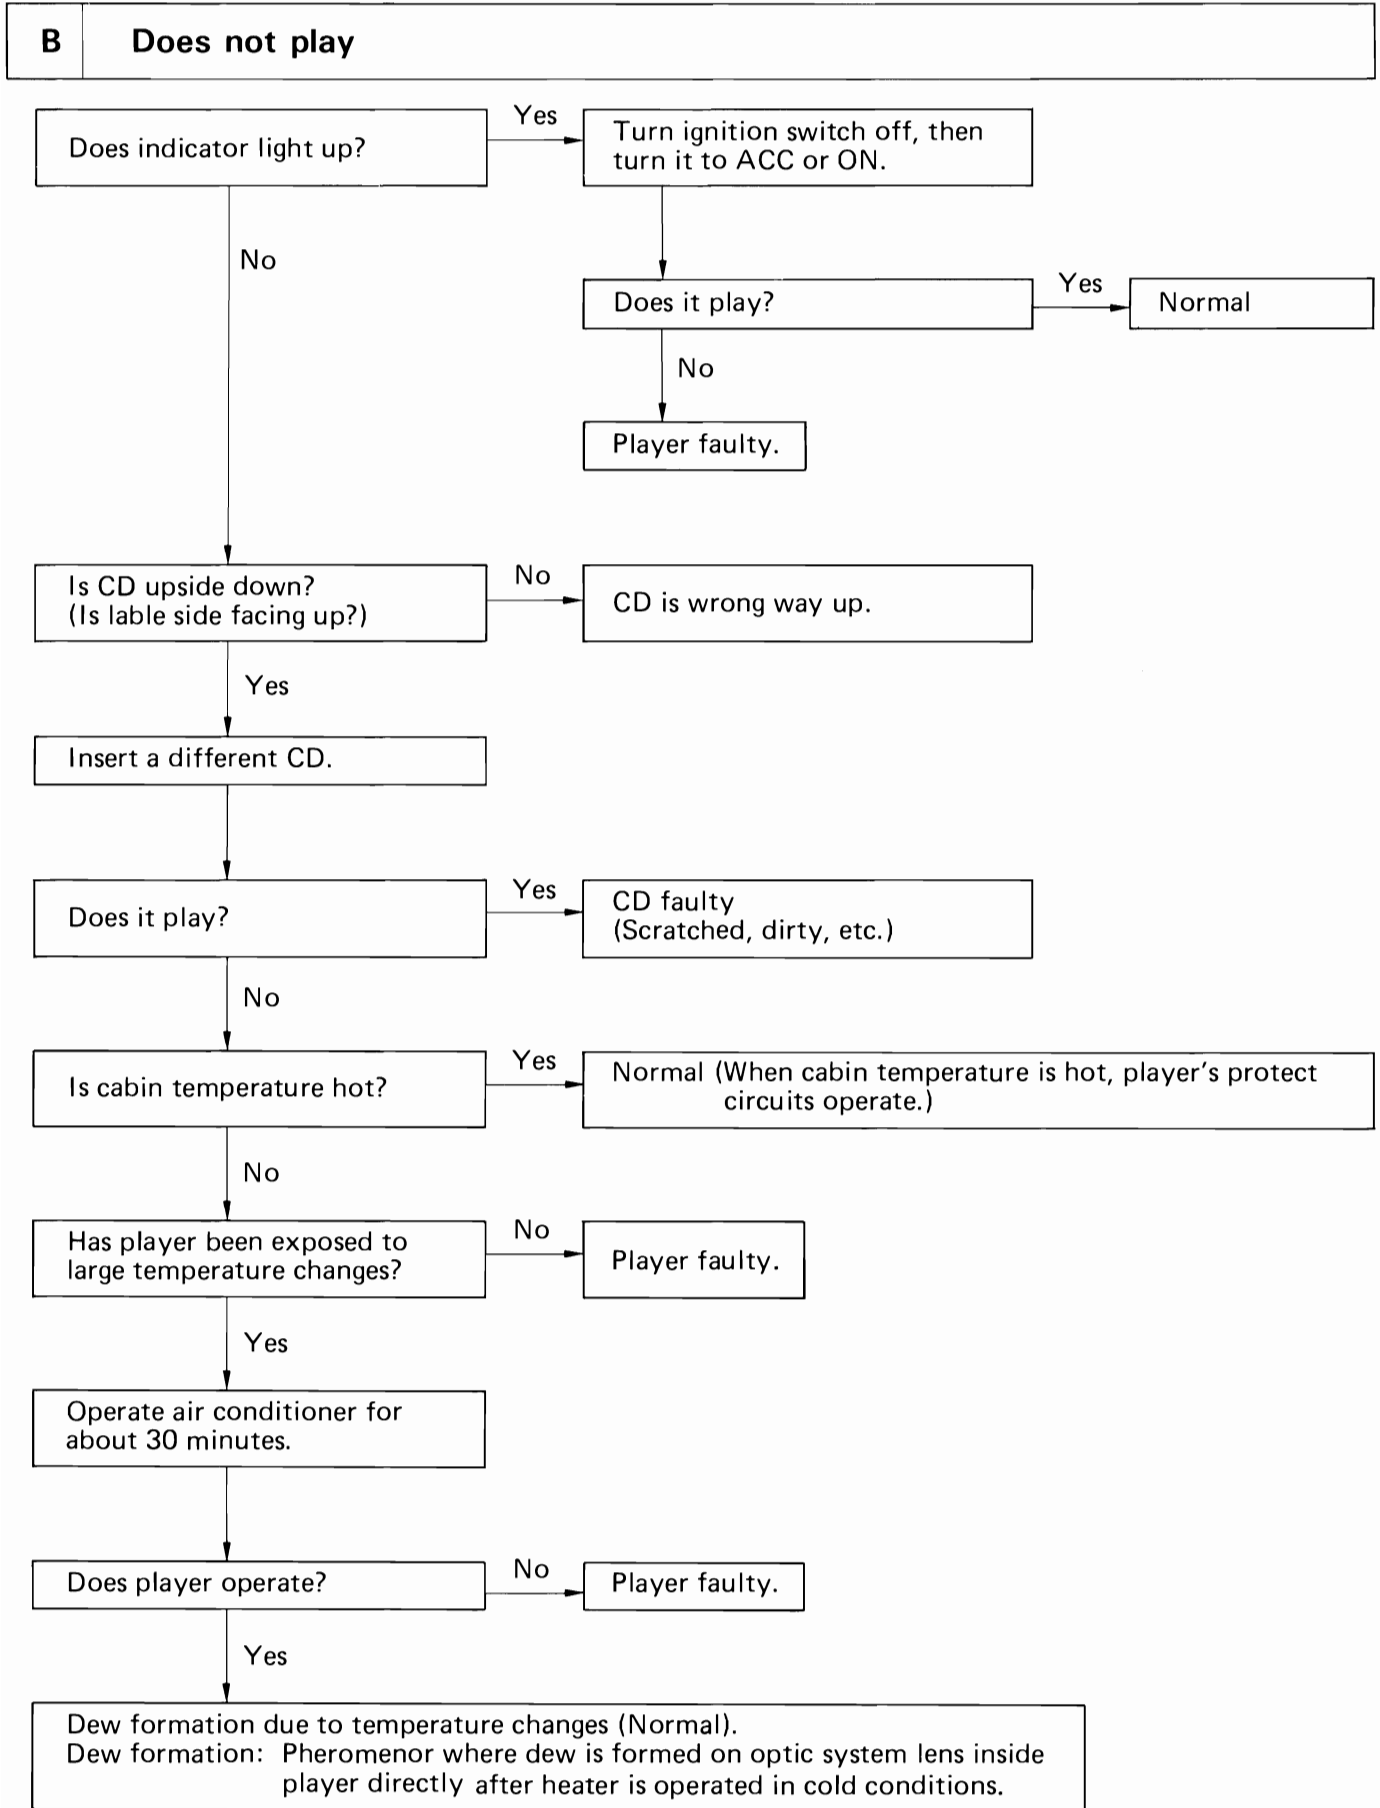 B Does not play
Does indicator light up?
Yes
Turn ignition switch off, then
turn it to ACC or ON.
No
Does it play?
Yes
Normal
No
Player faulty.
Is CD upside down?
(Is lable side facing up?)
No
CD is wrong way up.
Yes
Insert a different CD.
Does it play?
Yes
CD faulty
(Scratched, dirty, etc.)
No
Is cabin temperature hot?
Yes
Normal (When cabin temperature is hot, player's protect
circuits operate.)
No
Has player been exposed to
large temperature changes?
No
Player faulty.
Yes
Operate air conditioner for
about 30 minutes.
Does player operate?
No
Player faulty.
Yes
Dew formation due to temperature changes (Normal).
Dew formation: Pheromenor where dew is formed on optic system lens inside
player directly after heater is operated in cold conditions.